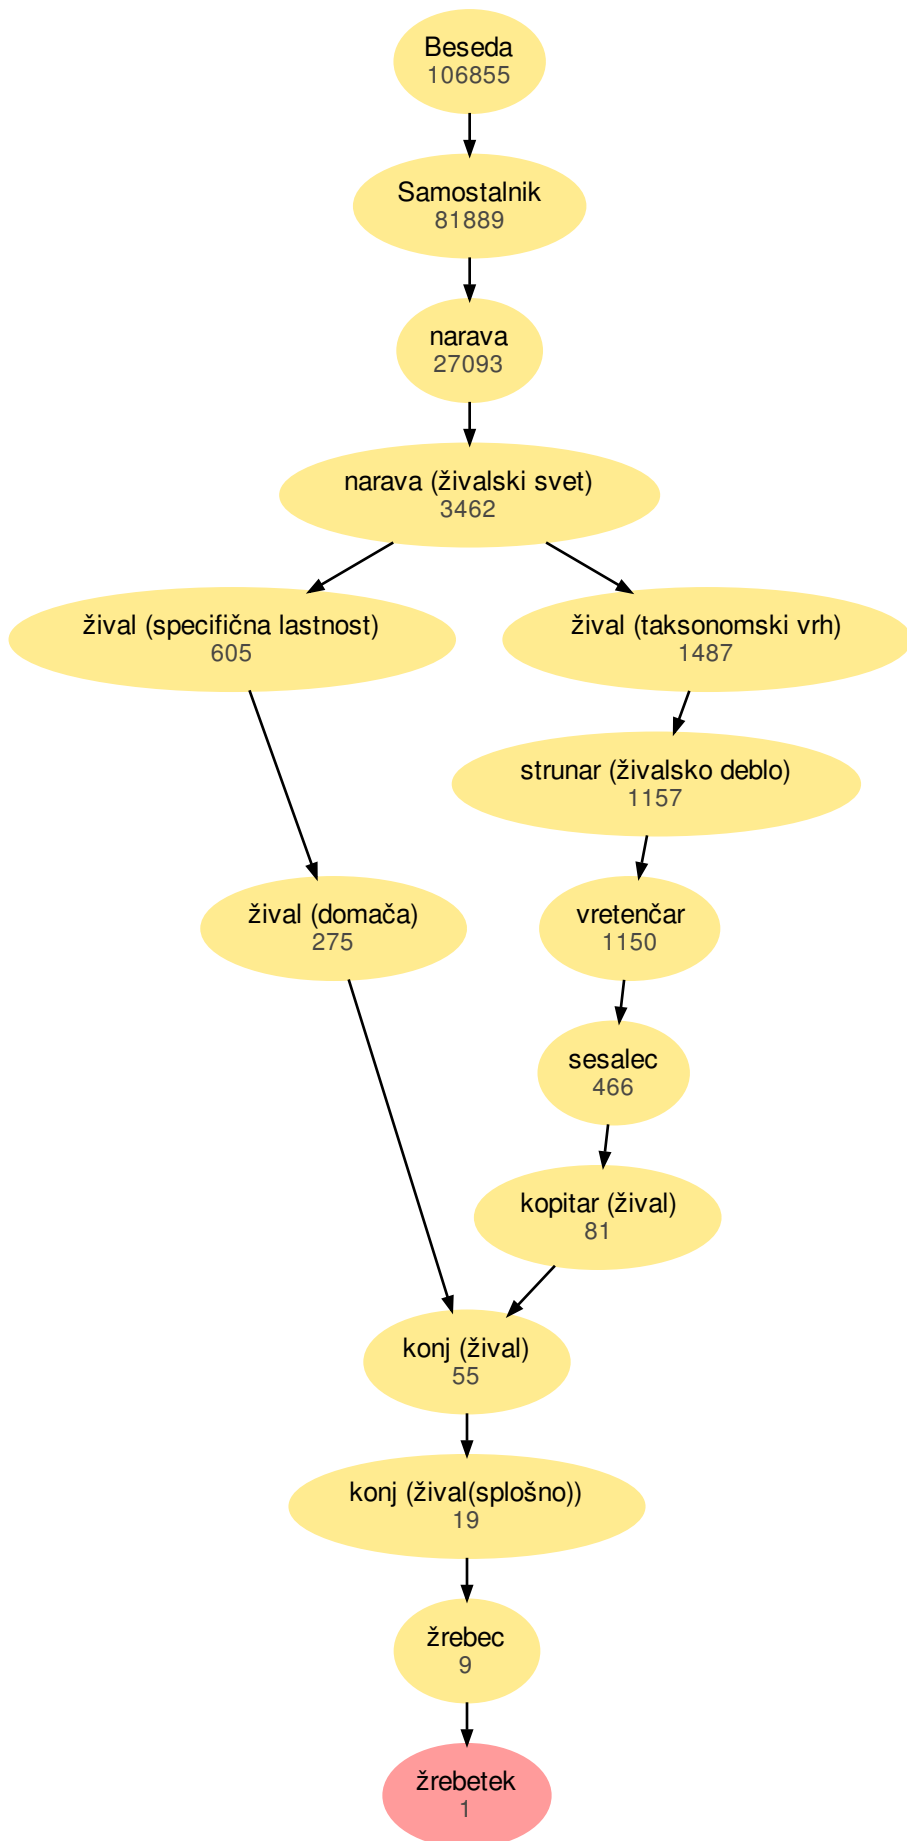 Beseda
106855
Samostalnik
81889
narava
27093
narava (živalski svet)
3462
žival (specifična lastnost)
605
žival (taksonomski vrh)
1487
strunar (živalsko deblo)
1157
žival (domača)
275
vretenčar
1150
sesalec
466
kopitar (žival)
81
konj (žival)
55
konj (žival(splošno))
19
žrebec
9
žrebetek
1